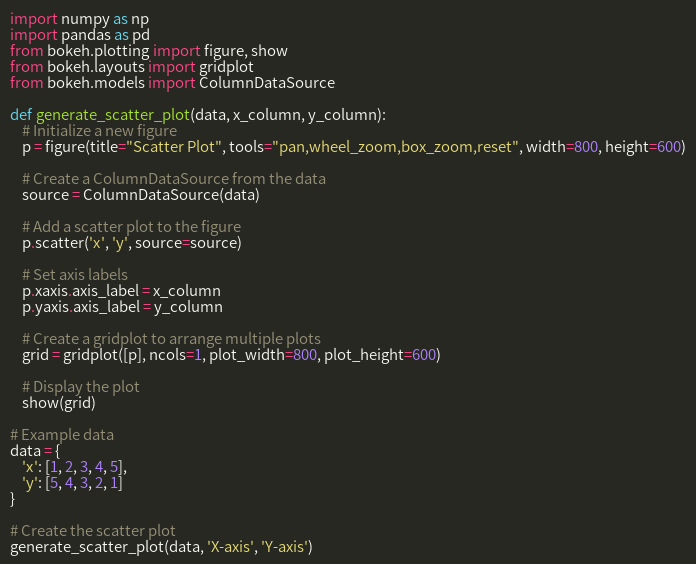 import numpy as np
import pandas as pd
from bokeh.plotting import figure, show
from bokeh.layouts import gridplot
from bokeh.models import ColumnDataSource

def generate_scatter_plot(data, x_column, y_column):
    # Initialize a new figure
    p = figure(title="Scatter Plot", tools="pan,wheel_zoom,box_zoom,reset", width=800, height=600)

    # Create a ColumnDataSource from the data
    source = ColumnDataSource(data)

    # Add a scatter plot to the figure
    p.scatter('x', 'y', source=source)

    # Set axis labels
    p.xaxis.axis_label = x_column
    p.yaxis.axis_label = y_column

    # Create a gridplot to arrange multiple plots
    grid = gridplot([p], ncols=1, plot_width=800, plot_height=600)

    # Display the plot
    show(grid)

# Example data
data = {
    'x': [1, 2, 3, 4, 5],
    'y': [5, 4, 3, 2, 1]
}

# Create the scatter plot
generate_scatter_plot(data, 'X-axis', 'Y-axis')